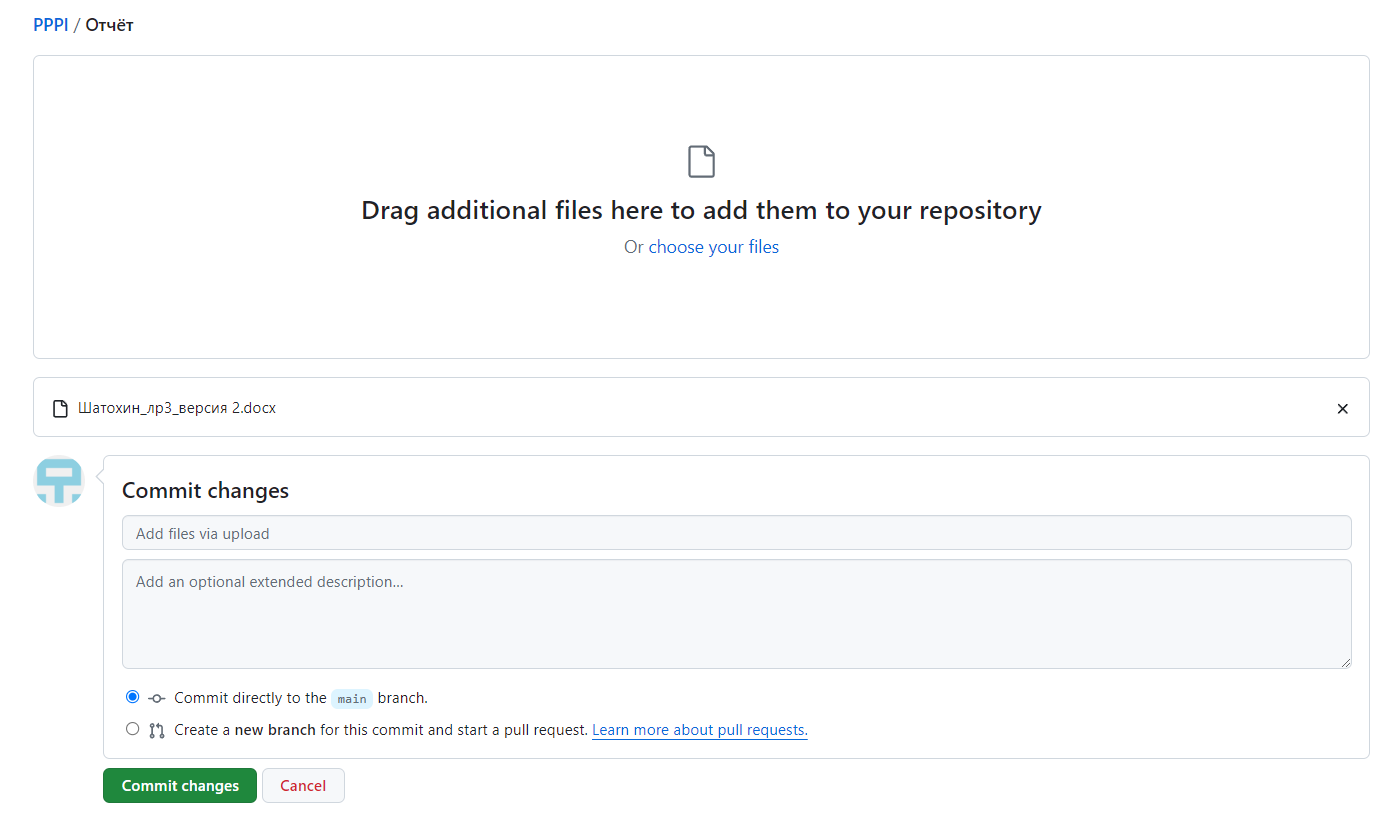 PPPI / Отчёт
Drag additional files here to add them to your repository
Or choose your files
Шатохин_лр3_версия 2.docx
Commit changes
Add files via upload
Add an optional extended description...
Commit directly to the main branch.
Create a new branch for this commit and start a pull request. Learn more about pull requests.
Commit changes Cancel